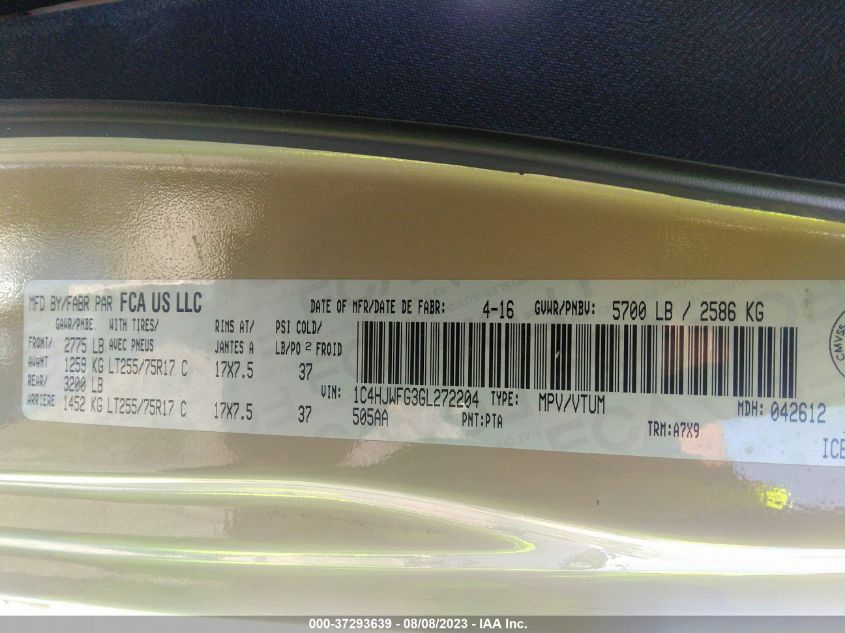 MFD BY/FABR PAR FCA US LLC DATE OF MFR/DATE DE FABR: 4-16 GVWR/PNBV: 5700 LB / 2586 KG
GAWR/PNBE WITH TIRES/ RIMS AT/ PSI COLD/
FRONT/ 2775 LB AVEC PNEUS JANTES A LB/PO 2 FROID
AVANT 1259 KG LT255/75R17 C 17X7.5 37
REAR/ 3200 LB
ARRIERE 1452 KG LT255/75R17 C 17X7.5 37
VIN: 1C4HJWFG3GL272204 TYPE: MPV/VTUM MDH: 042612
505AA PNT:PTA TRM:A7X9
CMVSS
ICE
000-37293639 - 08/08/2023 - IAA Inc.